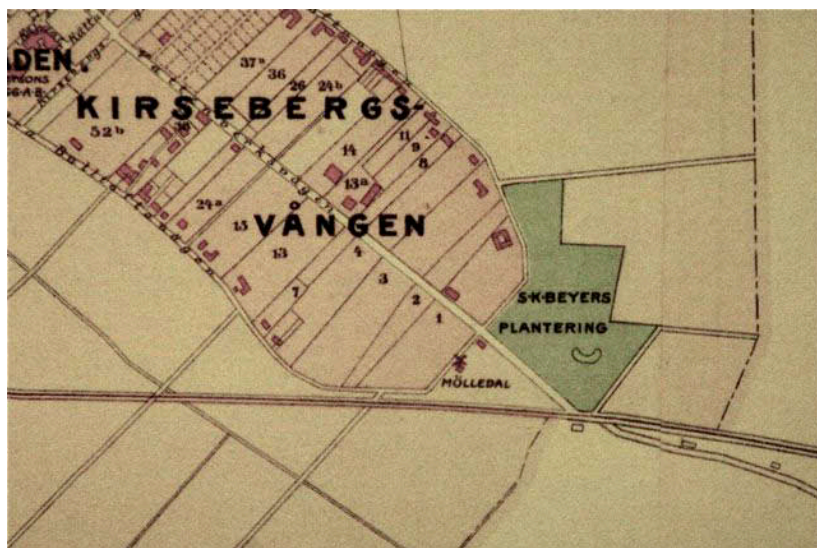 ADEN.
KIRSEBERGS-
VÅNGEN
37ª
36
26
24b
52b
38
11
9
8
14
13a
24a
15
13
4
3
2
1
7
S·K·BEYERS
PLANTERING
MÖLLEDAL